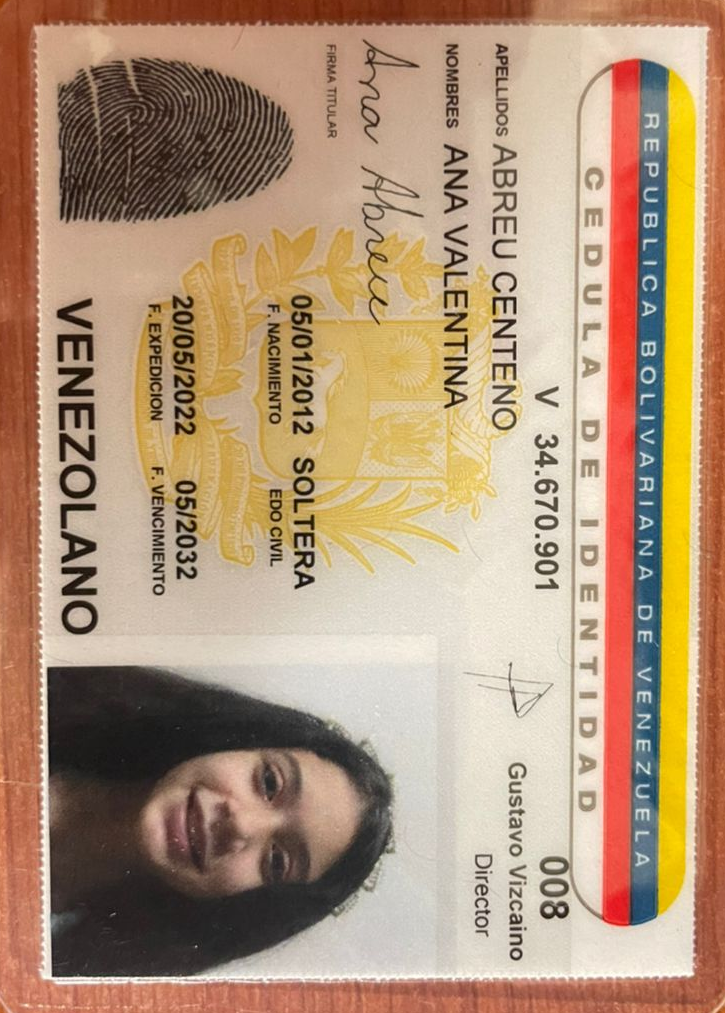 REPUBLICA BOLIVARIANA DE VENEZUELA
CEDULA DE IDENTIDAD
V 34.670.901
008
APELLIDOS ABREU CENTENO
Gustavo Vizcaino
Director
NOMBRES ANA VALENTINA
Ana Abreu
FIRMA TITULAR
05/01/2012 SOLTERA
F. NACIMIENTO EDO CIVIL
20/05/2022 05/2032
F. EXPEDICION F. VENCIMIENTO
VENEZOLANO